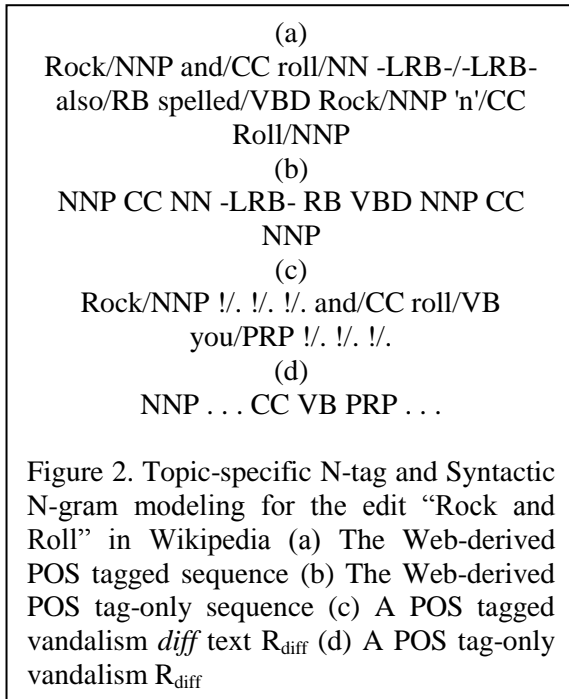 (a)
Rock/NNP and/CC roll/NN -LRB-/-LRB-
also/RB spelled/VBD Rock/NNP 'n'/CC
Roll/NNP
(b)
NNP CC NN -LRB- RB VBD NNP CC
NNP
(c)
Rock/NNP !/. !/. !/. and/CC roll/VB
you/PRP !/. !/. !/.
(d)
NNP . . . CC VB PRP . . .
Figure 2. Topic-specific N-tag and Syntactic
N-gram modeling for the edit “Rock and
Roll” in Wikipedia (a) The Web-derived
POS tagged sequence (b) The Web-derived
POS tag-only sequence (c) A POS tagged
vandalism diff text Rdiff (d) A POS tag-only
vandalism Rdiff